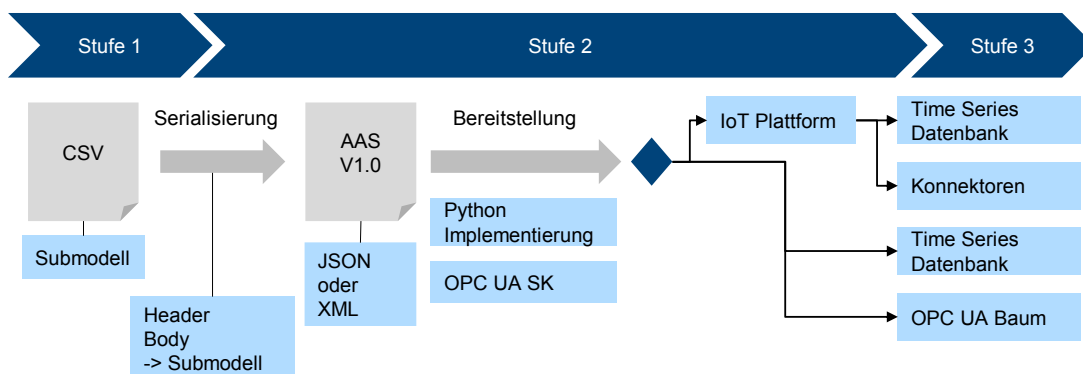 Stufe 1
Stufe 2
Stufe 3
CSV
Submodell
Serialisierung
Header
Body
-> Submodell
AAS
V1.0
JSON
oder
XML
Bereitstellung
Python
Implementierung
OPC UA SK
IoT Plattform
Time Series
Datenbank
Konnektoren
Time Series
Datenbank
OPC UA Baum